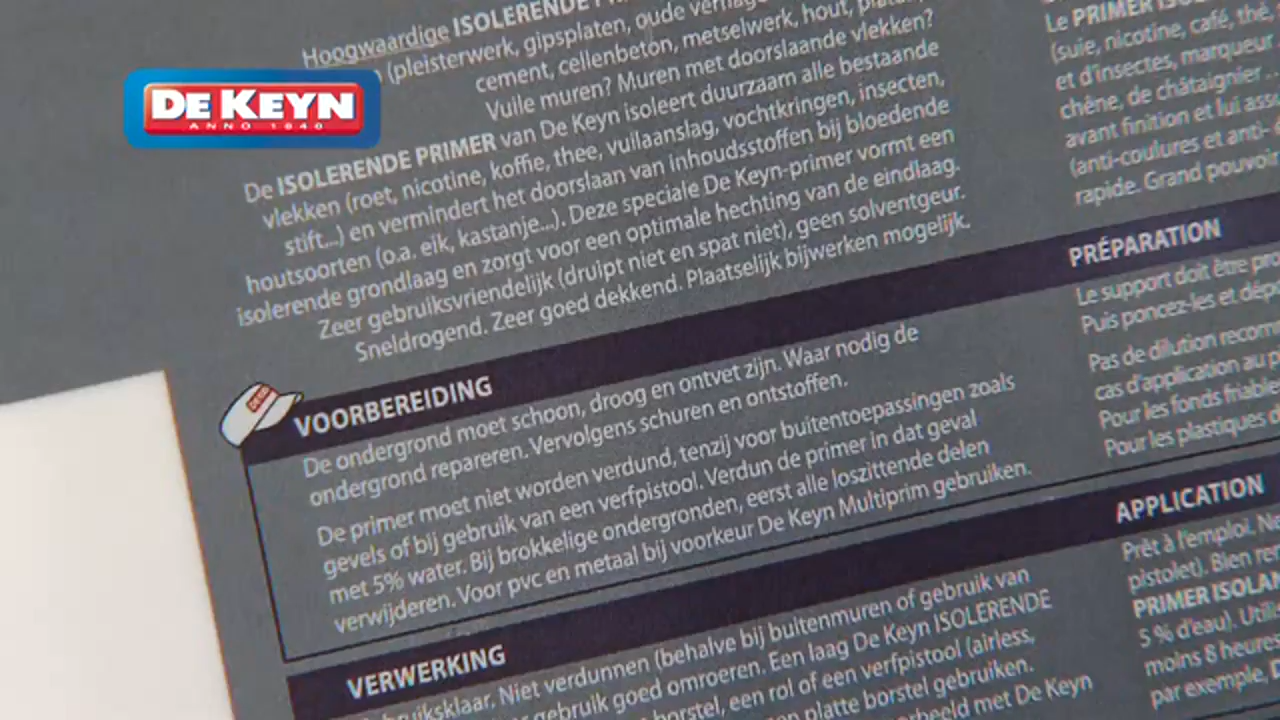 DE KEYN
ANNO 1840
Hoogwaardige ISOLERENDE
(pleisterwerk, gipsplaten, oude
cement, cellenbeton, metselwerk, hout,
Vuile muren? Muren met doorslaande vlekken?
De ISOLERENDE PRIMER van De Keyn isoleert duurzaam alle bestaande
vlekken (roet, nicotine, koffie, thee, vuilaanslag, vochtkringen, insecten,
stift...) en vermindert het doorslaan van inhoudsstoffen bij bloedende
houtsoorten (o.a. eik, kastanje...). Deze speciale De Keyn-primer vormt een
isolerende grondlaag en zorgt voor een optimale hechting van de eindlaag.
Zeer gebruiksvriendelijk (druipt niet en spat niet), geen solventgeur.
Sneldrogend. Zeer goed dekkend. Plaatselijk bijwerken mogelijk.
VOORBEREIDING
De ondergrond moet schoon, droog en ontvet zijn. Waar nodig de
ondergrond repareren. Vervolgens schuren en ontstoffen.
De primer moet niet worden verdund, tenzij voor buitentoepassingen zoals
gevels of bij gebruik van een verfpistool. Verdun de primer in dat geval
met 5% water. Bij brokkelige ondergronden, eerst alle loszittende delen
verwijderen. Voor pvc en metaal bij voorkeur De Keyn Multiprim gebruiken.
VERWERKING
Niet verdunnen (behalve bij buitenmuren of gebruik van
gebruik goed omroeren. Een laag De Keyn ISOLERENDE
borstel, een rol of een verfpistool (airless,
een platte borstel gebruiken.
met De Keyn
Le PRIMER
(suie, nicotine, café, thé,
et d'insectes, marqueur
chêne, de châtaignier ...
avant finition et lui
(anti-coulures et anti-
rapide. Grand pouvoir
PRÉPARATION
Le support doit être
Puis poncez-les et
Pas de dilution
cas d'application au
Pour les fonds
Pour les plastiques
APPLICATION
Prêt à l'emploi.
pistolet). Bien
PRIMER
5 % d'eau).
moins 8 heures
par exemple,